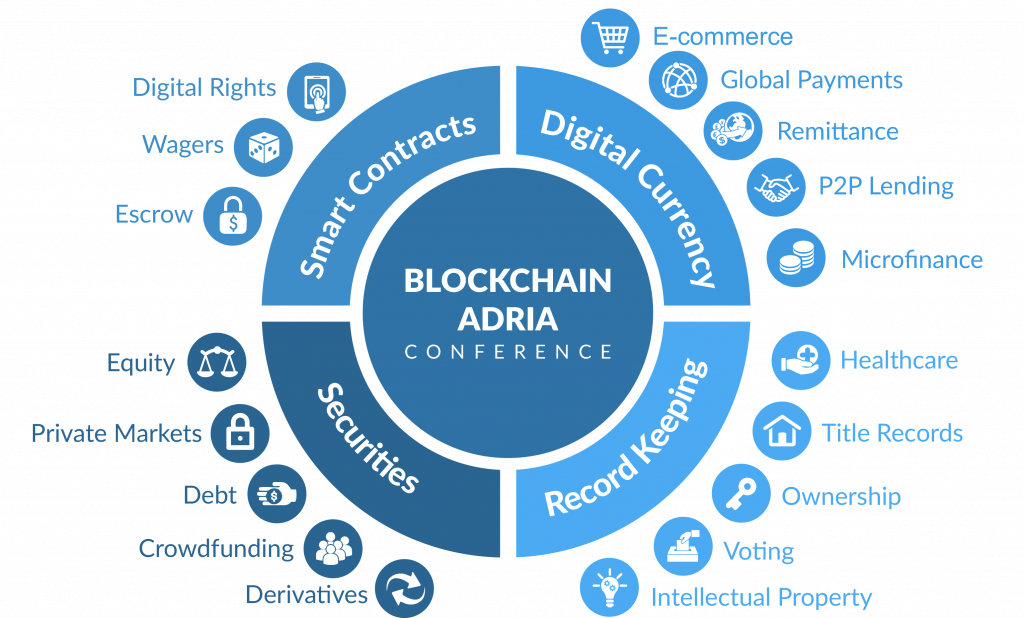 BLOCKCHAIN
ADRIA
CONFERENCE
Smart Contracts
Digital Rights
Wagers
Escrow
Digital Currency
E-commerce
Global Payments
Remittance
P2P Lending
Microfinance
Securities
Equity
Private Markets
Debt
Crowdfunding
Derivatives
Record Keeping
Healthcare
Title Records
Ownership
Voting
Intellectual Property
$
$